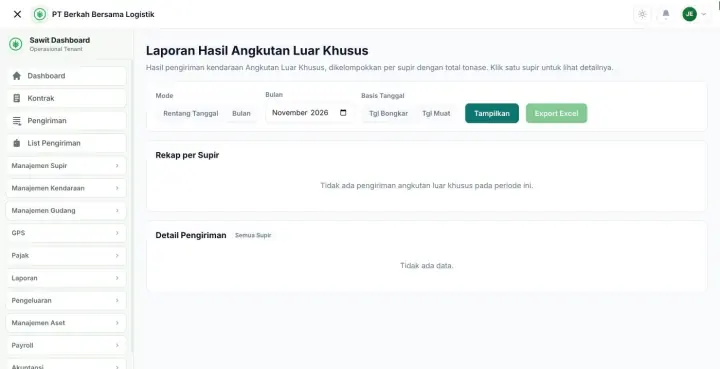 PT Berkah Bersama Logistik
JE
Sawit Dashboard
Operasional Tenant
Dashboard
Kontrak
Pengiriman
List Pengiriman
Manajemen Supir
Manajemen Kendaraan
Manajemen Gudang
GPS
Pajak
Laporan
Pengeluaran
Manajemen Aset
Payroll
Akuntansi
Laporan Hasil Angkutan Luar Khusus
Hasil pengiriman kendaraan Angkutan Luar Khusus, dikelompokkan per supir dengan total tonase. Klik satu supir untuk lihat detailnya.
Mode
Rentang Tanggal
Bulan
Bulan
November 2026
Basis Tanggal
Tgl Bongkar
Tgl Muat
Tampilkan
Export Excel
Rekap per Supir
Tidak ada pengiriman angkutan luar khusus pada periode ini.
Detail Pengiriman
Semua Supir
Tidak ada data.